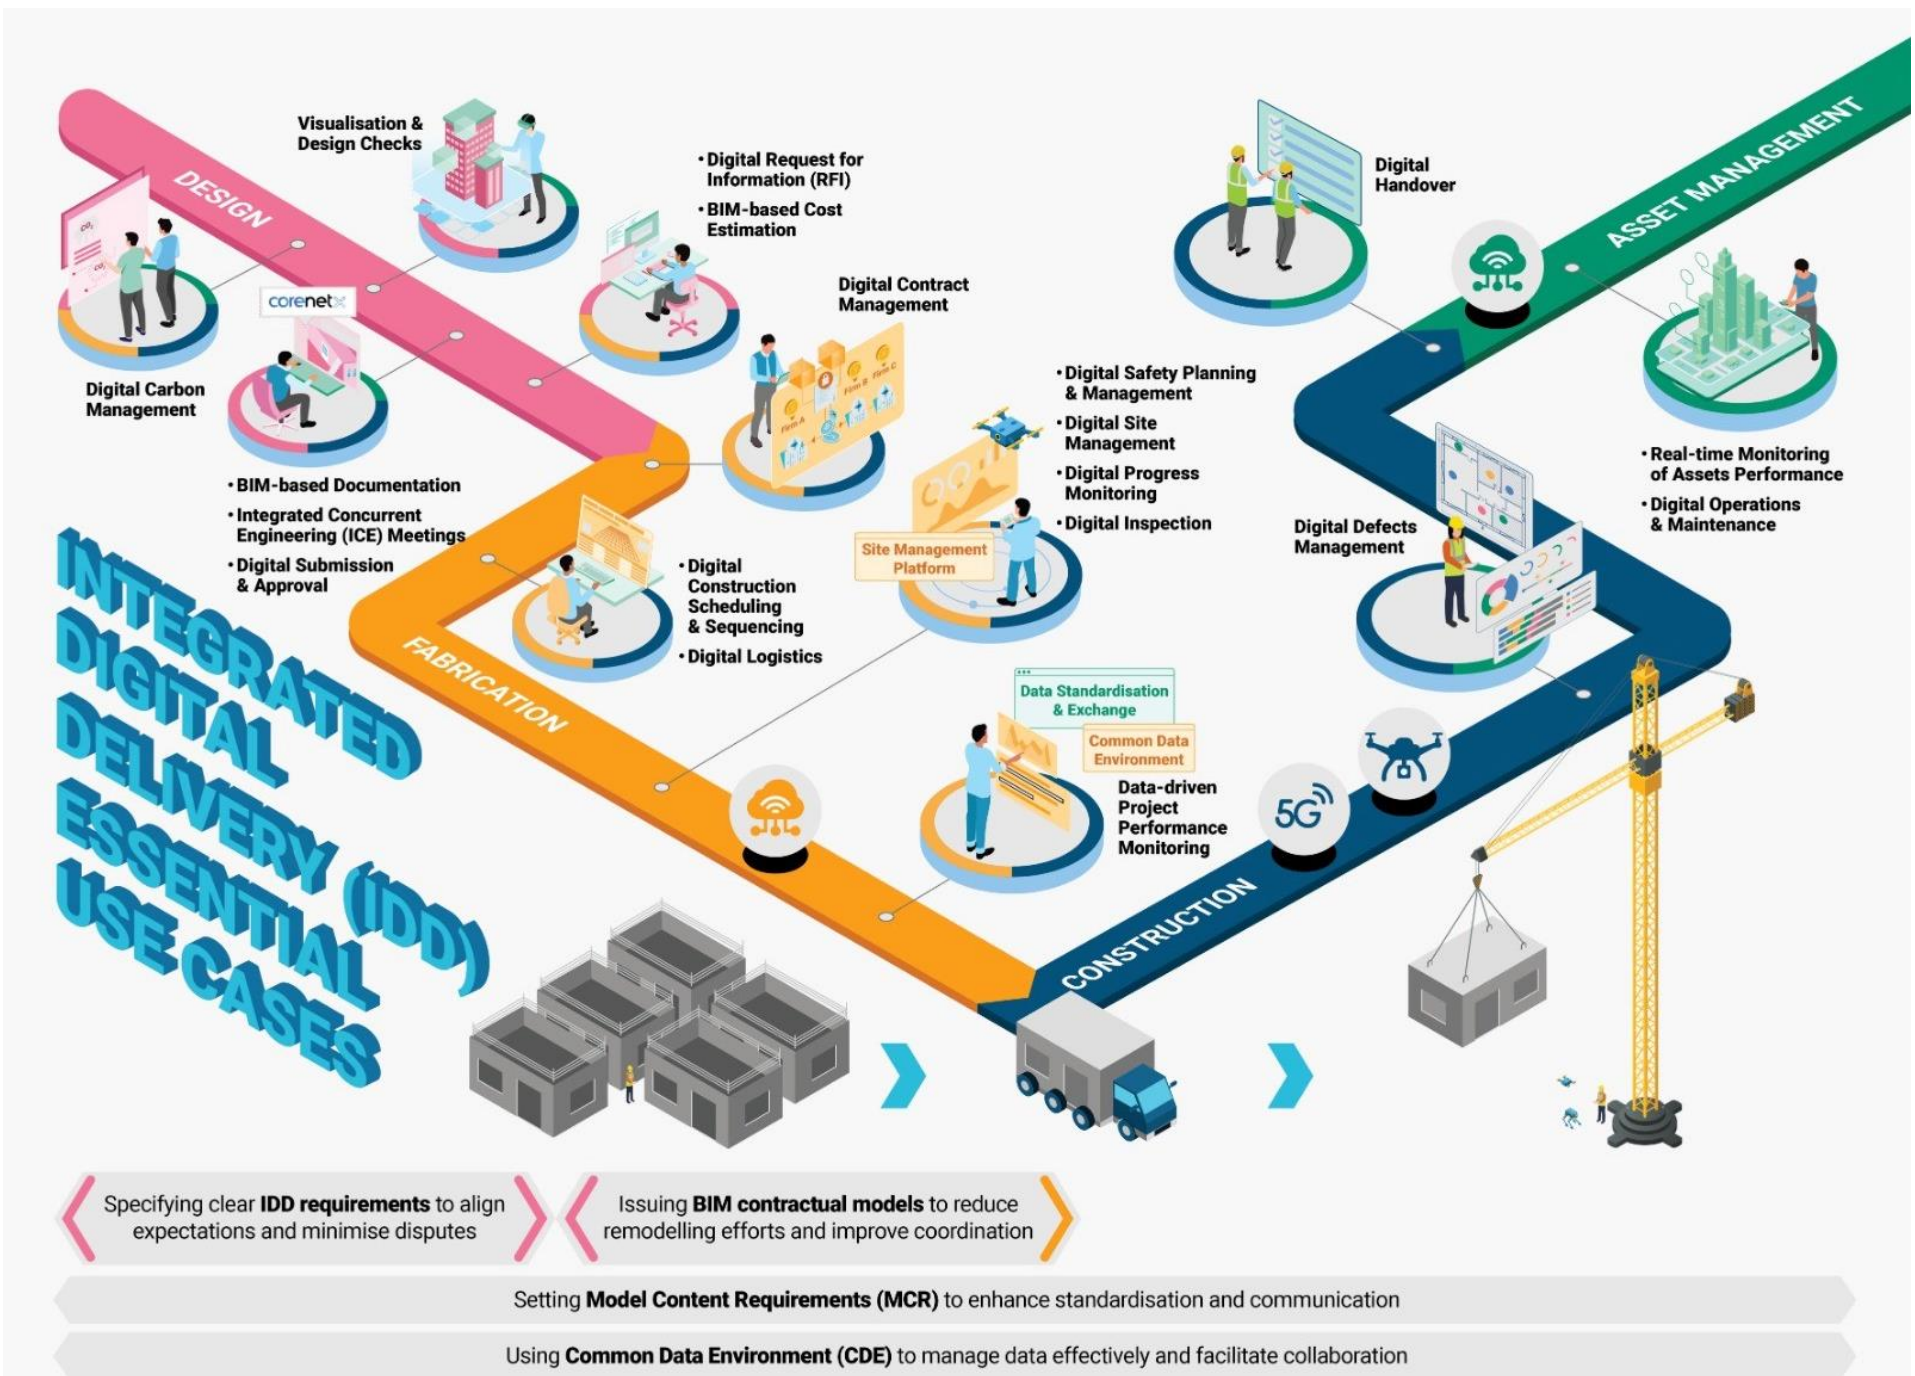 DESIGN
Visualisation &
Design Checks
• Digital Request for
Information (RFI)
• BIM-based Cost
Estimation
CO₂
CO₂
corenetx
Digital Carbon
Management
• BIM-based Documentation
• Integrated Concurrent
Engineering (ICE) Meetings
• Digital Submission
& Approval
Digital Contract
Management
Firm A
Firm B
Firm C
INTEGRATED
DIGITAL
DELIVERY (IDD)
ESSENTIAL
USE CASES
FABRICATION
• Digital
Construction
Scheduling
& Sequencing
• Digital Logistics
Site Management
Platform
• Digital Safety Planning
& Management
• Digital Site
Management
• Digital Progress
Monitoring
• Digital Inspection
Data Standardisation
& Exchange
Common Data
Environment
Data-driven
Project
Performance
Monitoring
CONSTRUCTION
5G
Digital Defects
Management
Digital
Handover
ASSET MANAGEMENT
• Real-time Monitoring
of Assets Performance
• Digital Operations
& Maintenance
Specifying clear IDD requirements to align
expectations and minimise disputes
Issuing BIM contractual models to reduce
remodelling efforts and improve coordination
Setting Model Content Requirements (MCR) to enhance standardisation and communication
Using Common Data Environment (CDE) to manage data effectively and facilitate collaboration